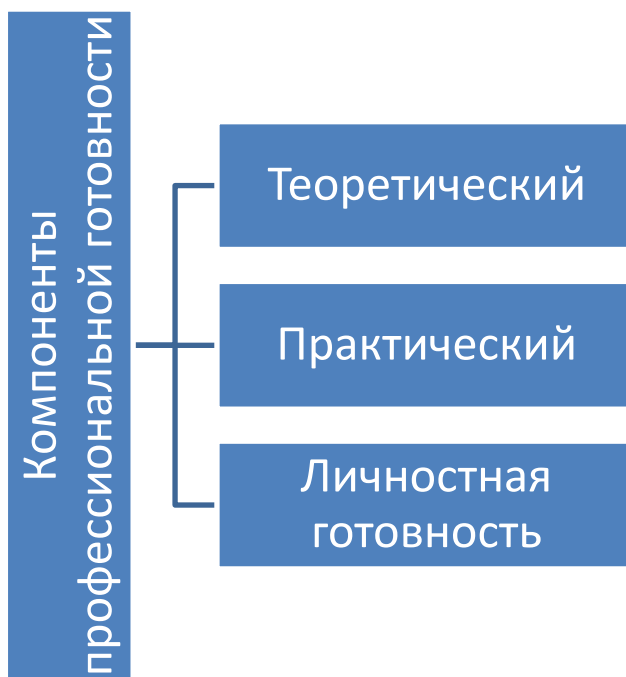 Компоненты
профессиональной готовности
Теоретический
Практический
Личностная
готовность